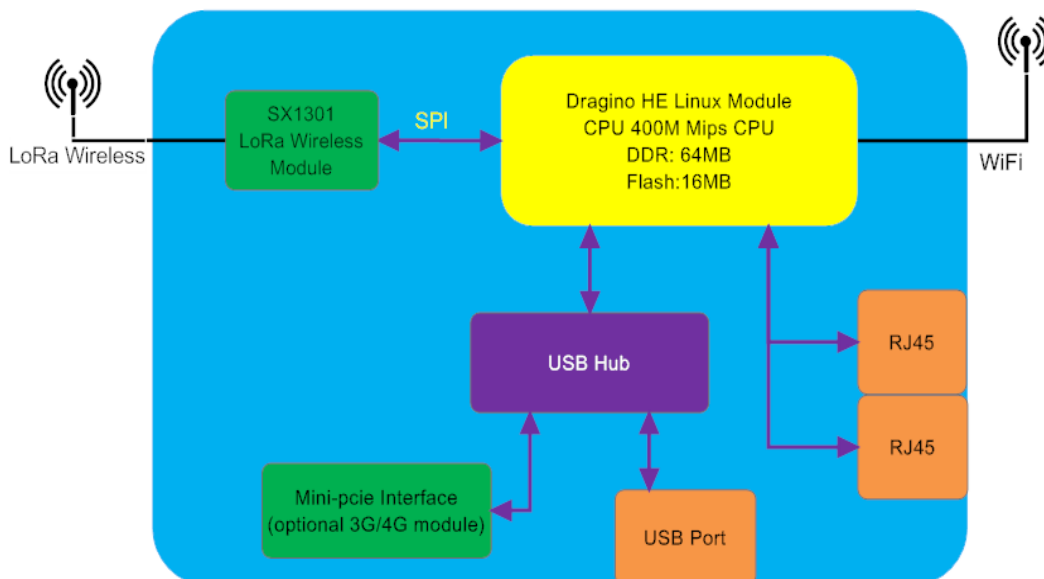 SX1301
LoRa Wireless
Module
SPI
Dragino HE Linux Module
CPU 400M Mips CPU
DDR: 64MB
Flash:16MB
LoRa Wireless
WiFi
USB Hub
RJ45
RJ45
Mini-pcie Interface
(optional 3G/4G module)
USB Port